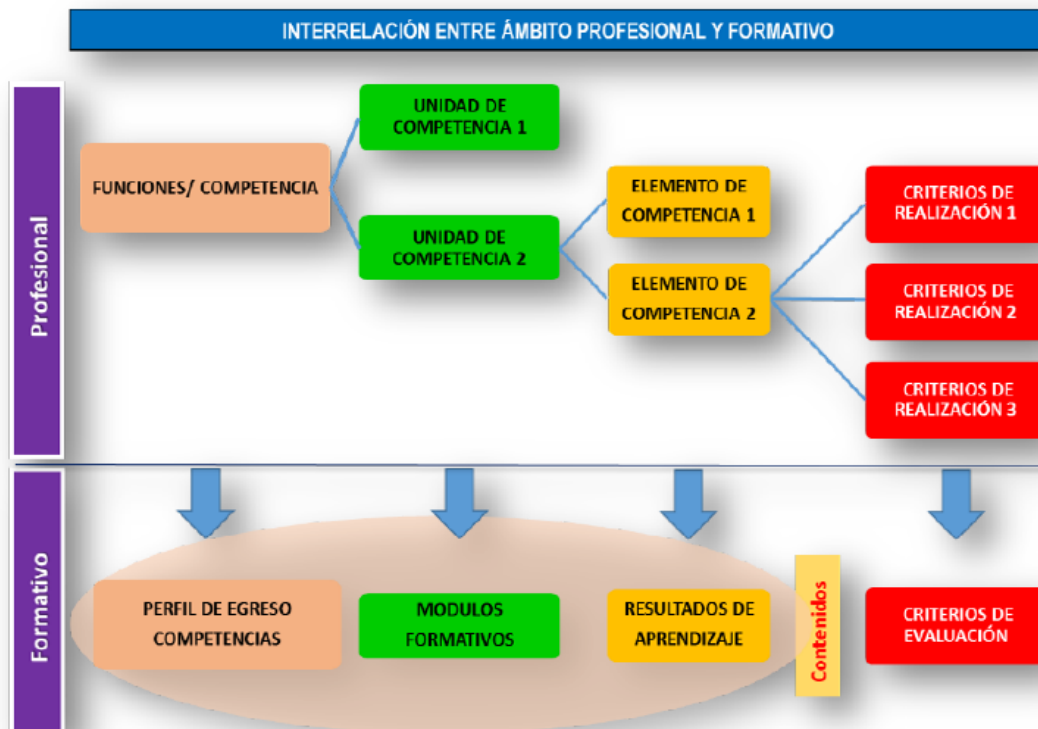 INTERRELACIÓN ENTRE ÁMBITO PROFESIONAL Y FORMATIVO
Profesional
FUNCIONES/ COMPETENCIA
UNIDAD DE
COMPETENCIA 1
UNIDAD DE
COMPETENCIA 2
ELEMENTO DE
COMPETENCIA 1
ELEMENTO DE
COMPETENCIA 2
CRITERIOS DE
REALIZACIÓN 1
CRITERIOS DE
REALIZACIÓN 2
CRITERIOS DE
REALIZACIÓN 3
Formativo
PERFIL DE EGRESO
COMPETENCIAS
MODULOS
FORMATIVOS
RESULTADOS DE
APRENDIZAJE
Contenidos
CRITERIOS DE
EVALUACIÓN